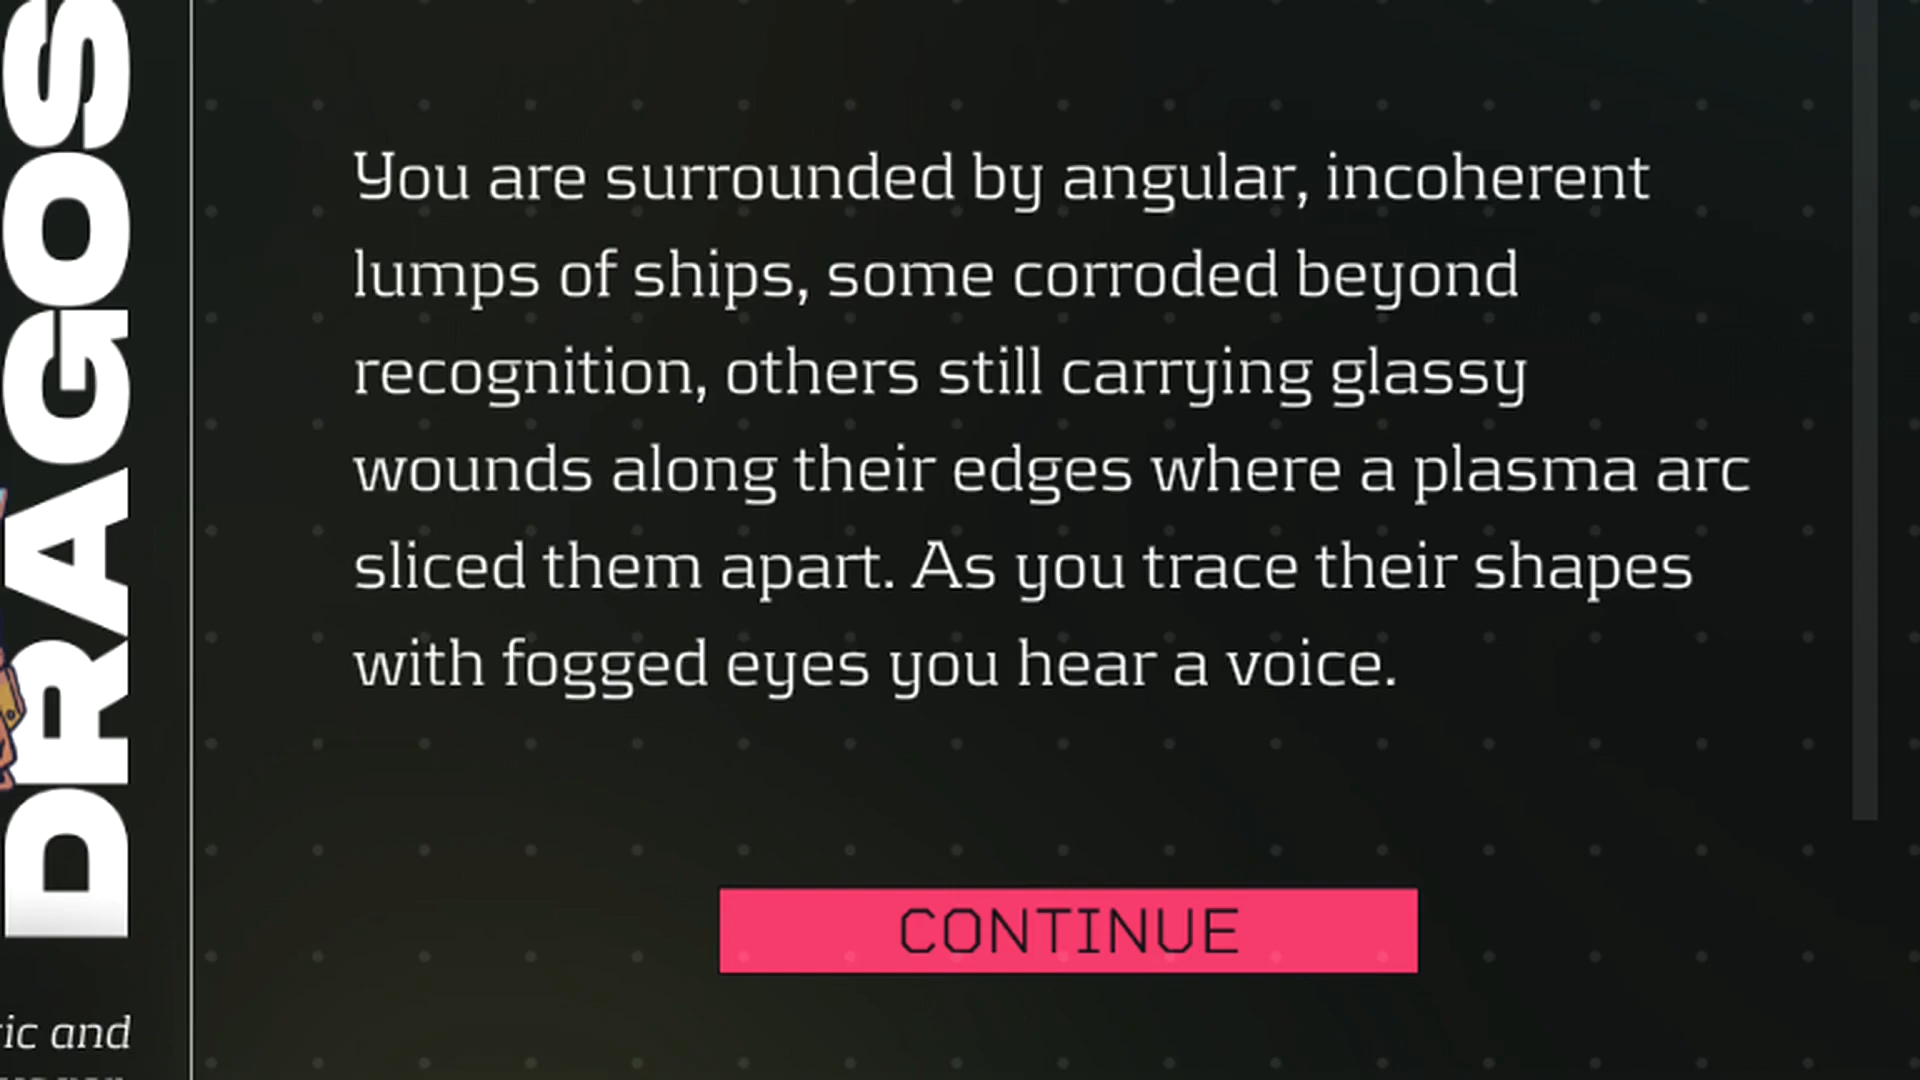 DRAGOS
You are surrounded by angular, incoherent
lumps of ships, some corroded beyond
recognition, others still carrying glassy
wounds along their edges where a plasma arc
sliced them apart. As you trace their shapes
with fogged eyes you hear a voice.
CONTINUE
and